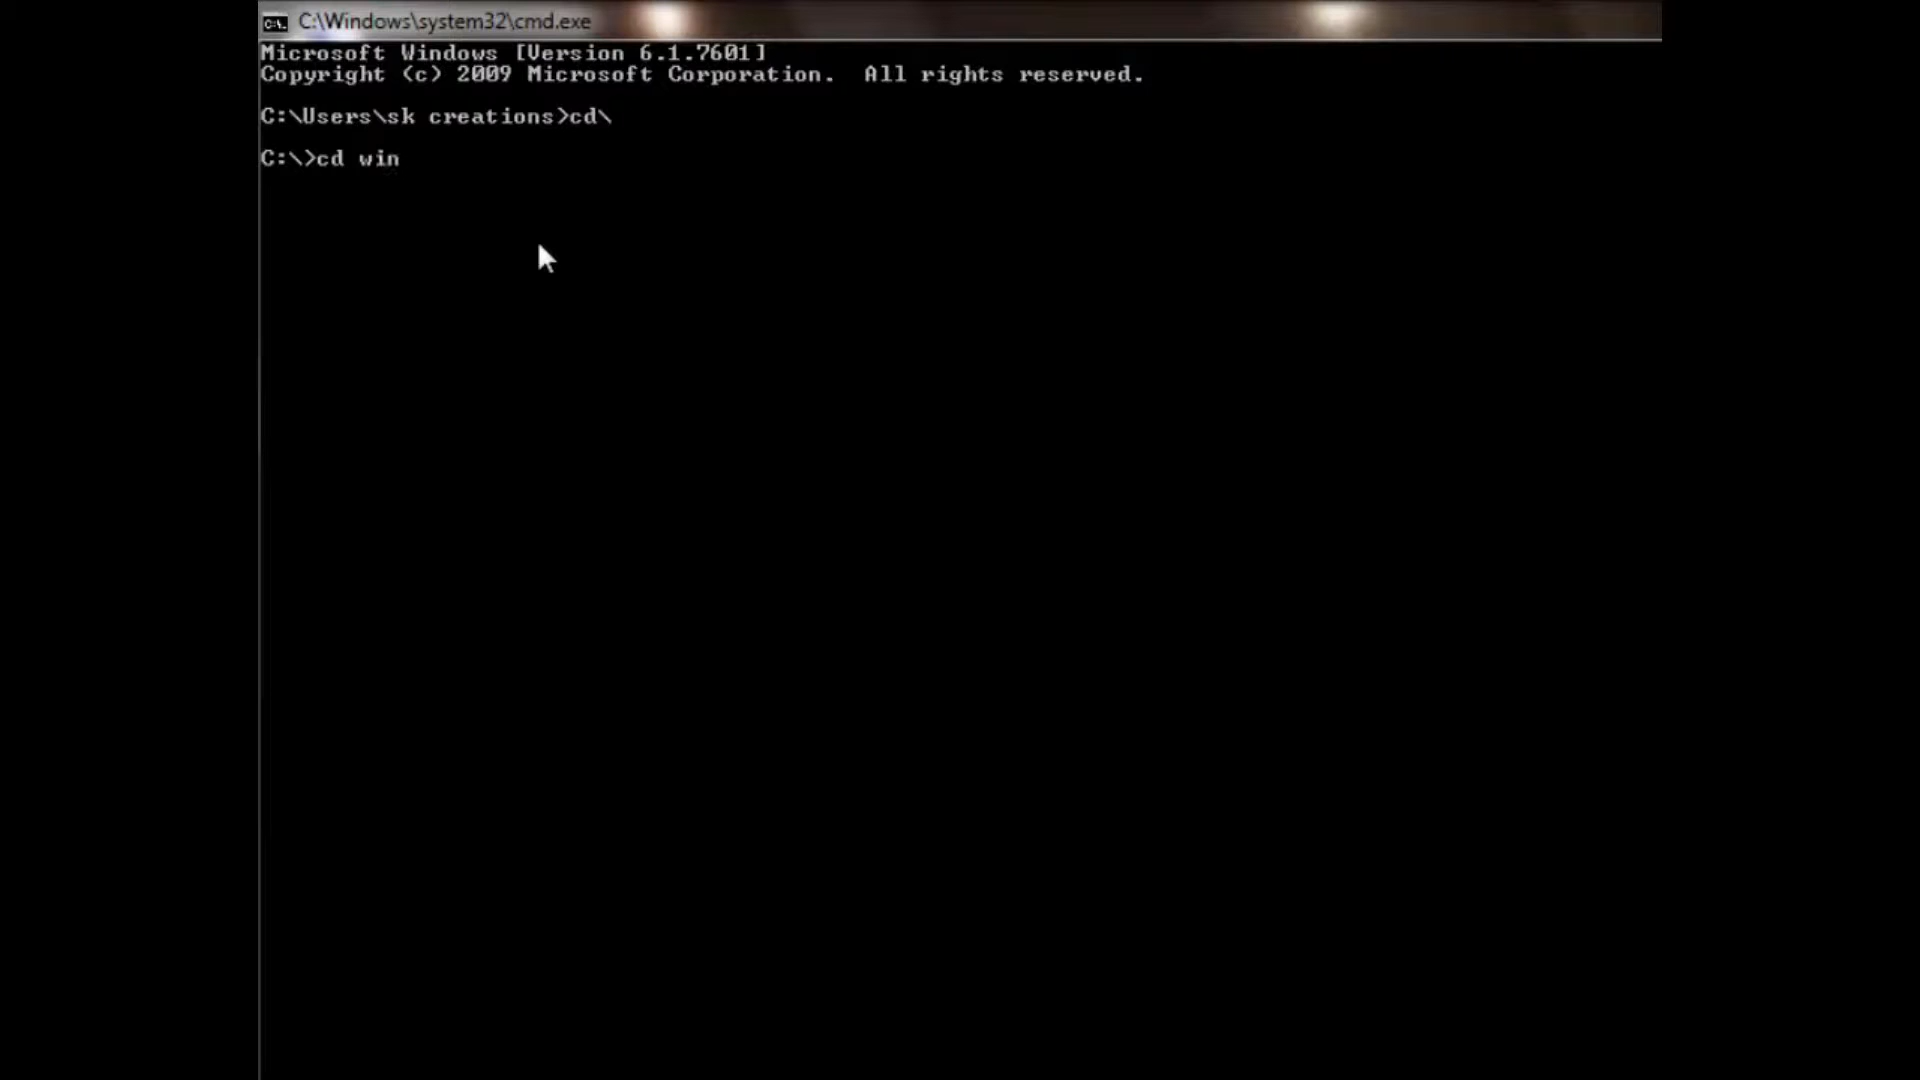 C:\Windows\system32\cmd.exe
Microsoft Windows [Version 6.1.7601]
Copyright (c) 2009 Microsoft Corporation.  All rights reserved.
C:\Users\sk creations>cd\
C:\>cd win